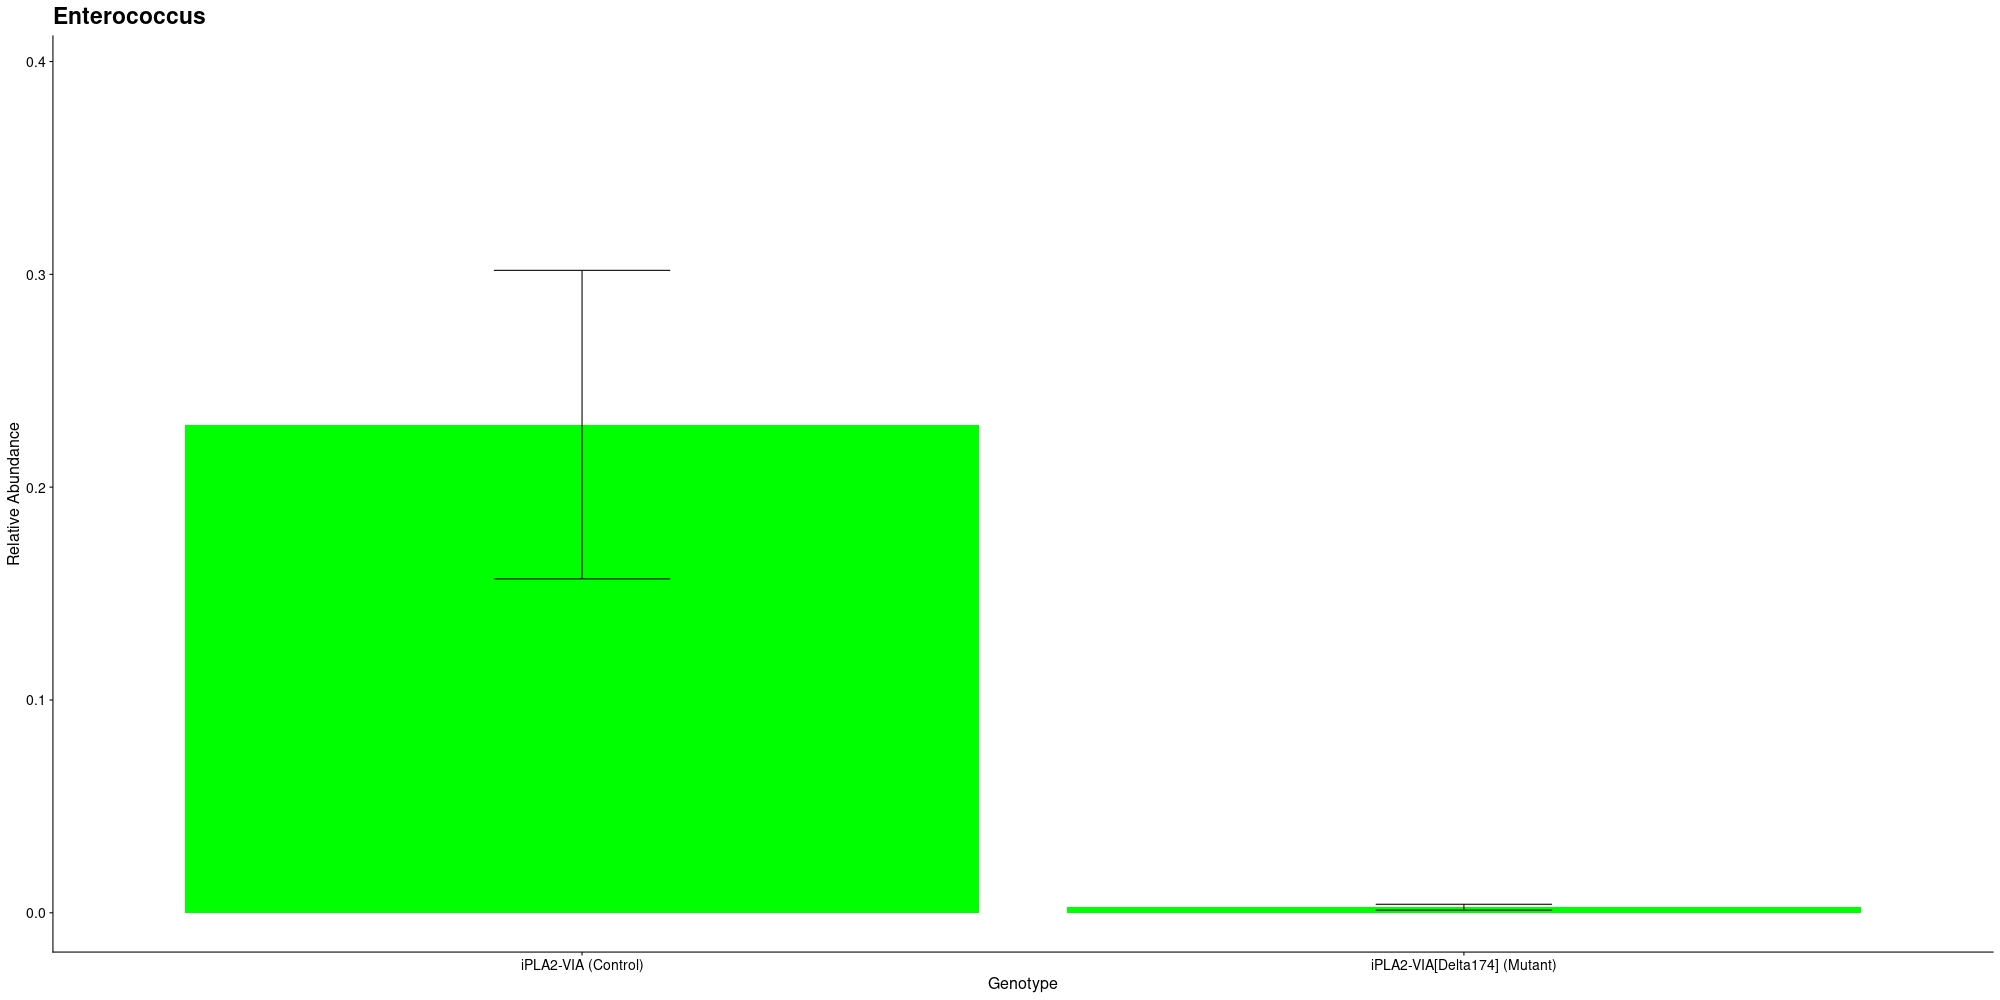 Enterococcus
0.4
0.3
0.2
0.1
0.0
Relative Abundance
iPLA2-VIA (Control)
iPLA2-VIA[Delta174] (Mutant)
Genotype